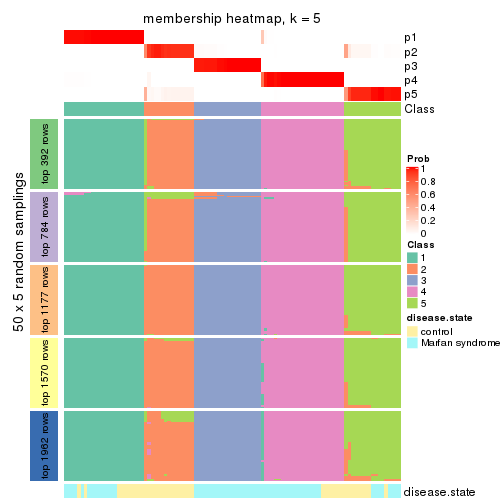 membership heatmap, k = 5
p1
p2
p3
p4
p5
Class
50 x 5 random samplings
top 392 rows
top 784 rows
top 1177 rows
top 1570 rows
top 1962 rows
disease.state
Prob
1
0.8
0.6
0.4
0.2
0
Class
1
2
3
4
5
disease.state
control
Marfan syndrome